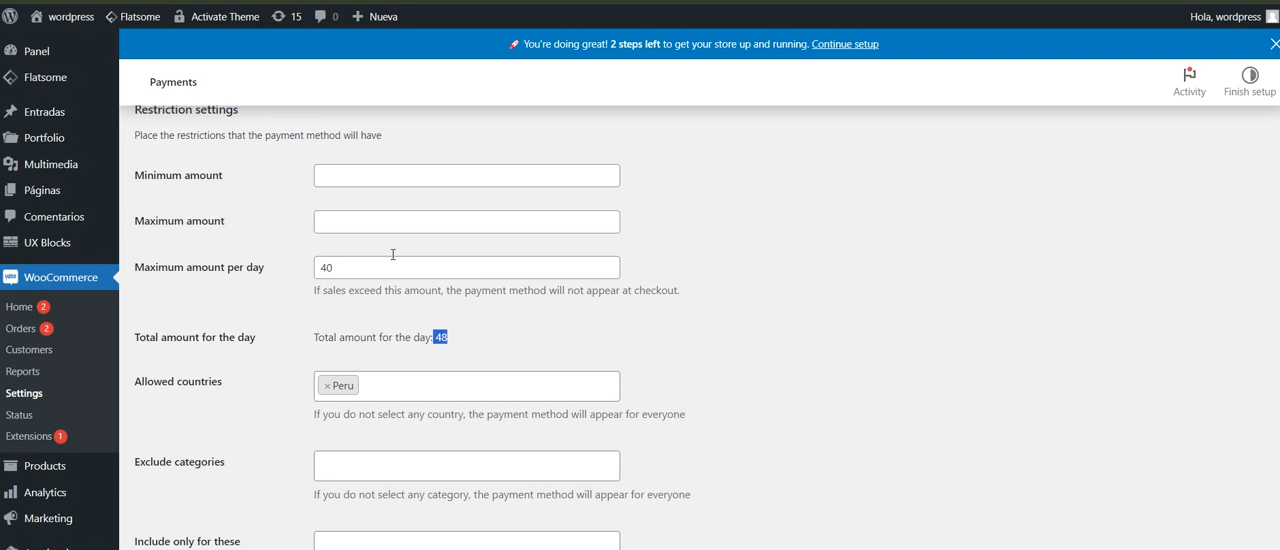 wordpress Flatsome Activate Theme 15 0 Nueva Hola, wordpress
🚀 You're doing great! 2 steps left to get your store up and running. Continue setup
Panel
Flatsome
Entradas
Portfolio
Multimedia
Páginas
Comentarios
UX Blocks
WooCommerce
Home 2
Orders 2
Customers
Reports
Settings
Status
Extensions 1
Products
Analytics
Marketing
Payments
Activity
Finish setup
Restriction settings
Place the restrictions that the payment method will have
Minimum amount
Maximum amount
Maximum amount per day 40
If sales exceed this amount, the payment method will not appear at checkout.
Total amount for the day Total amount for the day: 48
Allowed countries × Peru
If you do not select any country, the payment method will appear for everyone
Exclude categories
If you do not select any category, the payment method will appear for everyone
Include only for these